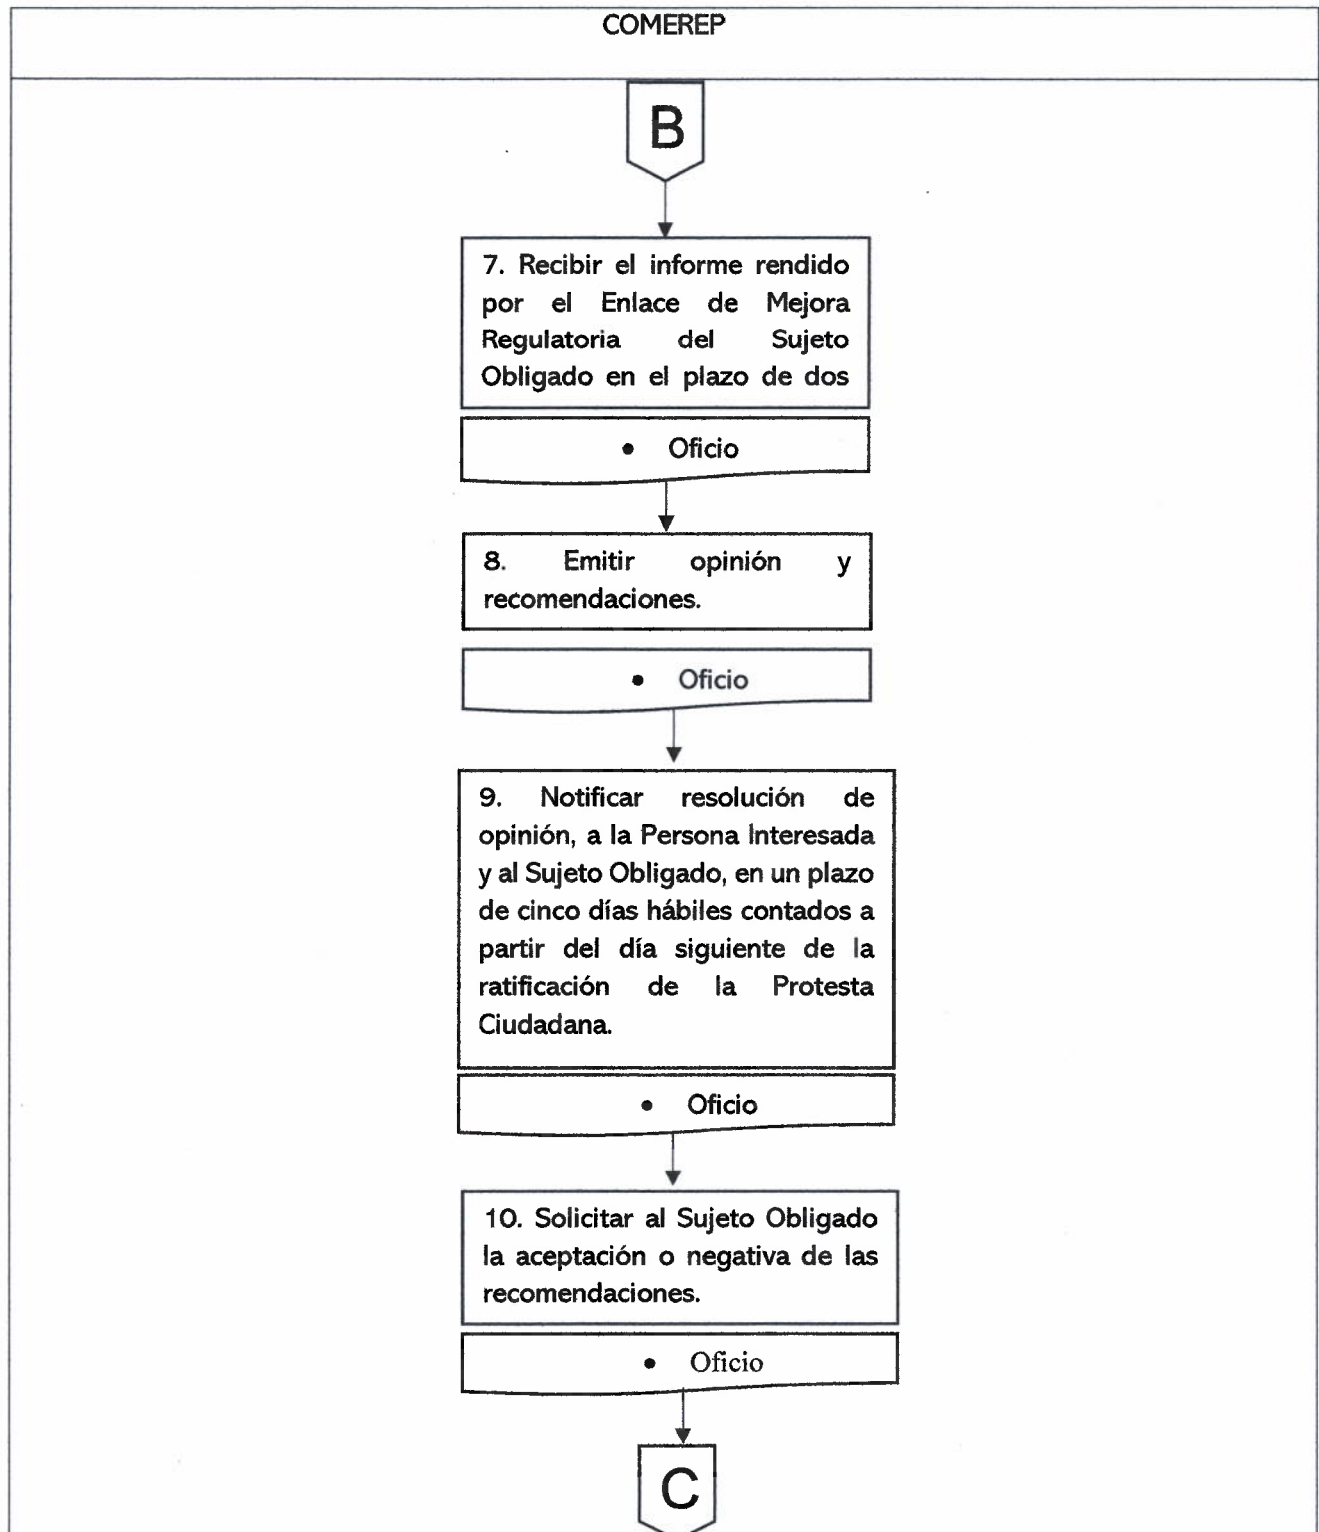 COMEREP
B
7. Recibir el informe rendido
por el Enlace de Mejora
Regulatoria del Sujeto
Obligado en el plazo de dos
• Oficio
8. Emitir opinión y
recomendaciones.
• Oficio
9. Notificar resolución de
opinión, a la Persona Interesada
y al Sujeto Obligado, en un plazo
de cinco días hábiles contados a
partir del día siguiente de la
ratificación de la Protesta
Ciudadana.
• Oficio
10. Solicitar al Sujeto Obligado
la aceptación o negativa de las
recomendaciones.
• Oficio
C